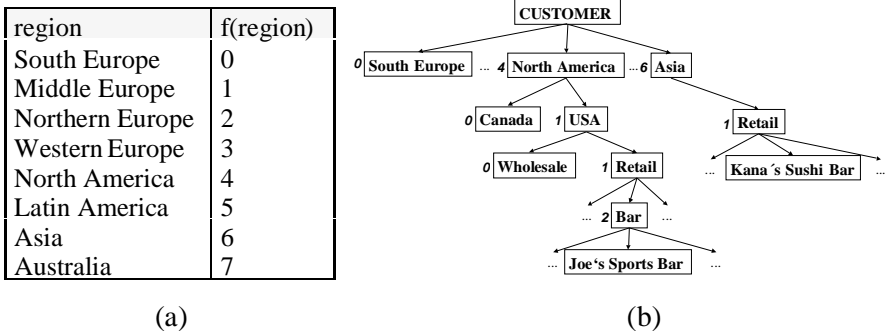 region f(region)
South Europe 0
Middle Europe 1
Northern Europe 2
Western Europe 3
North America 4
Latin America 5
Asia 6
Australia 7
(a)
CUSTOMER
0 South Europe ... 4 North America ...6 Asia
0 Canada 1 USA 1 Retail
0 Wholesale 1 Retail ... Kana´s Sushi Bar ...
... 2 Bar ...
... Joe‘s Sports Bar ...
(b)